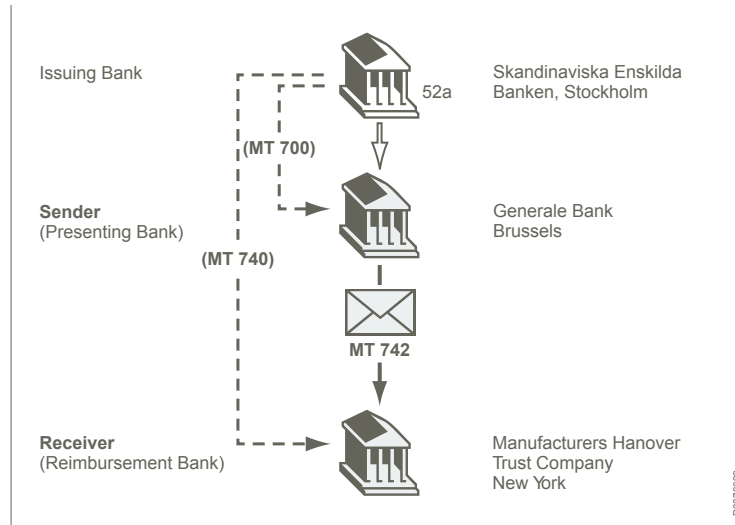 Issuing Bank
52a
Skandinaviska Enskilda
Banken, Stockholm
(MT 700)
Sender
(Presenting Bank)
Generale Bank
Brussels
(MT 740)
MT 742
Receiver
(Reimbursement Bank)
Manufacturers Hanover
Trust Company
New York